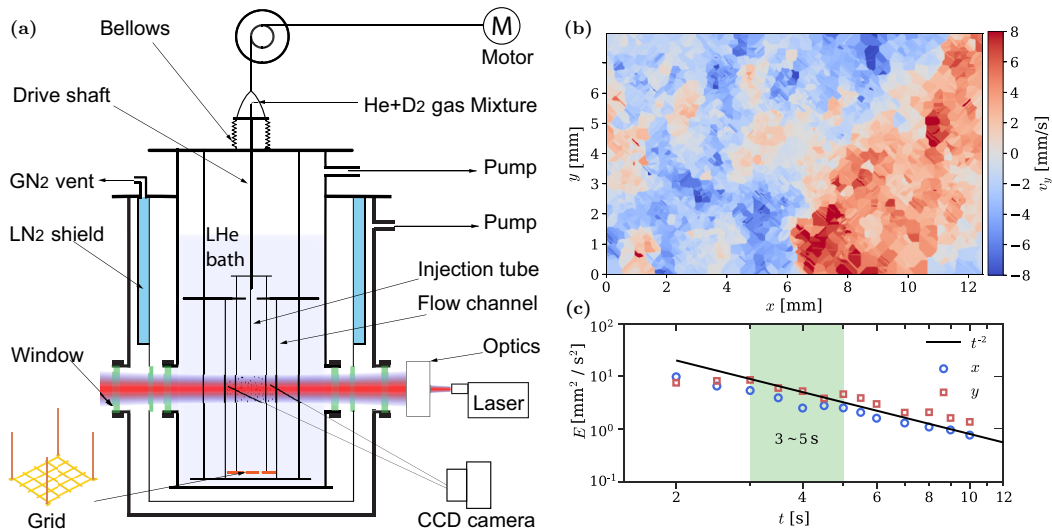 (a)
Bellows
M
Motor
Drive shaft
He+D2 gas Mixture
GN2 vent
Pump
LN2 shield
Pump
LHe
bath
Injection tube
Flow channel
Window
Optics
Laser
Grid
CCD camera
(b)
y [mm]
8
7
6
5
4
3
2
1
0
0 2 4 6 8 10 12
x [mm]
8
6
4
2
0
−2
−4
−6
−8
v_y [mm/s]
(c)
E [mm² / s²]
10²
10¹
10⁰
10⁻¹
t⁻²
x
y
3 ~ 5 s
2 4 6 8 10 12
t [s]